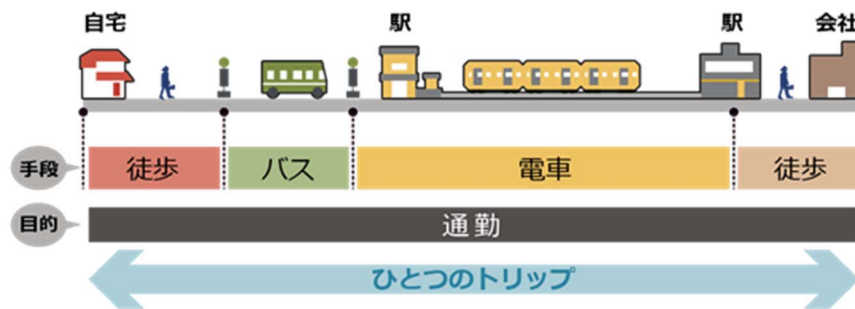 自宅
駅
駅
会社
手段
徒歩
バス
電車
徒歩
目的
通勤
ひとつのトリップ